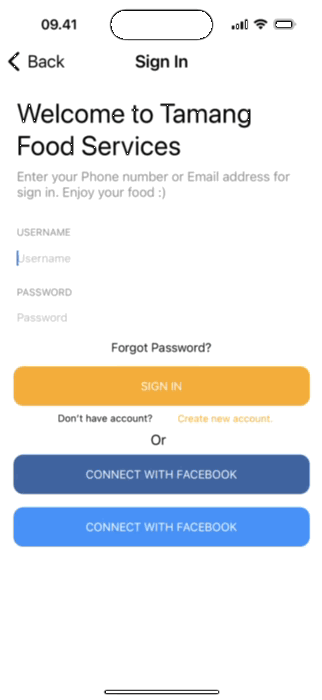 09.41
Back
Sign In
Welcome to Tamang
Food Services
Enter your Phone number or Email address for
sign in. Enjoy your food :)
USERNAME
Username
PASSWORD
Password
Forgot Password?
SIGN IN
Don't have account? Create new account.
Or
CONNECT WITH FACEBOOK
CONNECT WITH FACEBOOK